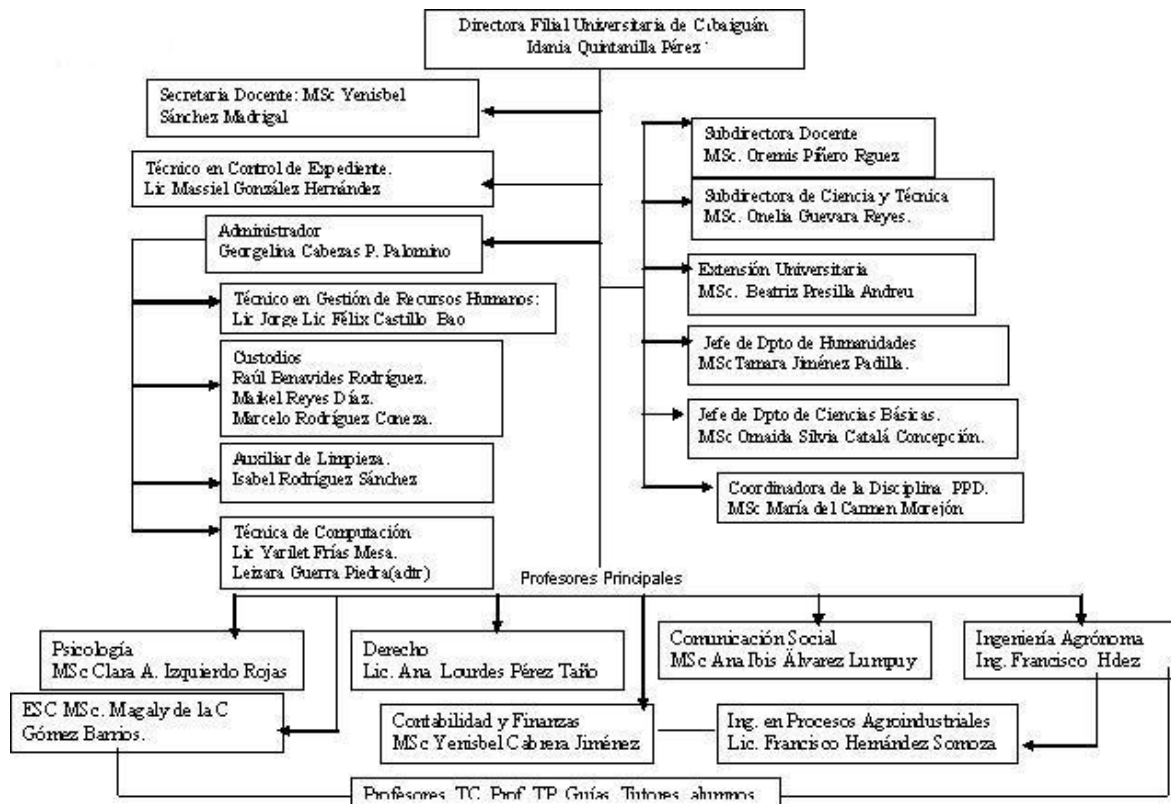 Directora Filial Universitaria de Cabaiguán
Idania Quintanilla Pérez
Secretaria Docente: MSc Yenisbel
Sánchez Madrigal
Técnico en Control de Expediente.
Lic Massiel González Hernández
Administrador
Georgelina Cabezas P. Palomino
Técnico en Gestión de Recursos Humanos:
Lic Jorge Lic Félix Castillo Bao
Custodios
Raúl Benavides Rodríguez.
Maikel Reyes Díaz.
Marcelo Rodríguez Coneza.
Auxiliar de Limpieza.
Isabel Rodríguez Sánchez
Técnica de Computación
Lic Yarilet Frías Mesa.
Leizara Guerra Piedra(adtr)
Subdirectora Docente
MSc. Oremis Piñero Rguez
Subdirectora de Ciencia y Técnica
MSc. Onelia Guevara Reyes.
Extensión Universitaria
MSc. Beatriz Presilla Andreu
Jefe de Dpto de Humanidades
MSc Tamara Jiménez Padilla.
Jefe de Dpto de Ciencias Básicas.
MSc Omaida Silvia Catalá Concepción.
Coordinadora de la Disciplina PPD.
MSc María del Carmen Morejón
Profesores Principales
Psicología
MSc Clara A. Izquierdo Rojas
Derecho
Lic. Ana Lourdes Pérez Taño
Comunicación Social
MSc Ana Ibis Älvarez Lumpuy
Ingeniería Agrónoma
Ing. Francisco Hdez
ESC MSc. Magaly de la C
Gómez Barrios.
Contabilidad y Finanzas
MSc Yenisbel Cabrera Jiménez
Ing. en Procesos Agroindustriales
Lic. Francisco Hernández Somoza
Profesores TC Prof TP Guías Tutores alumnos